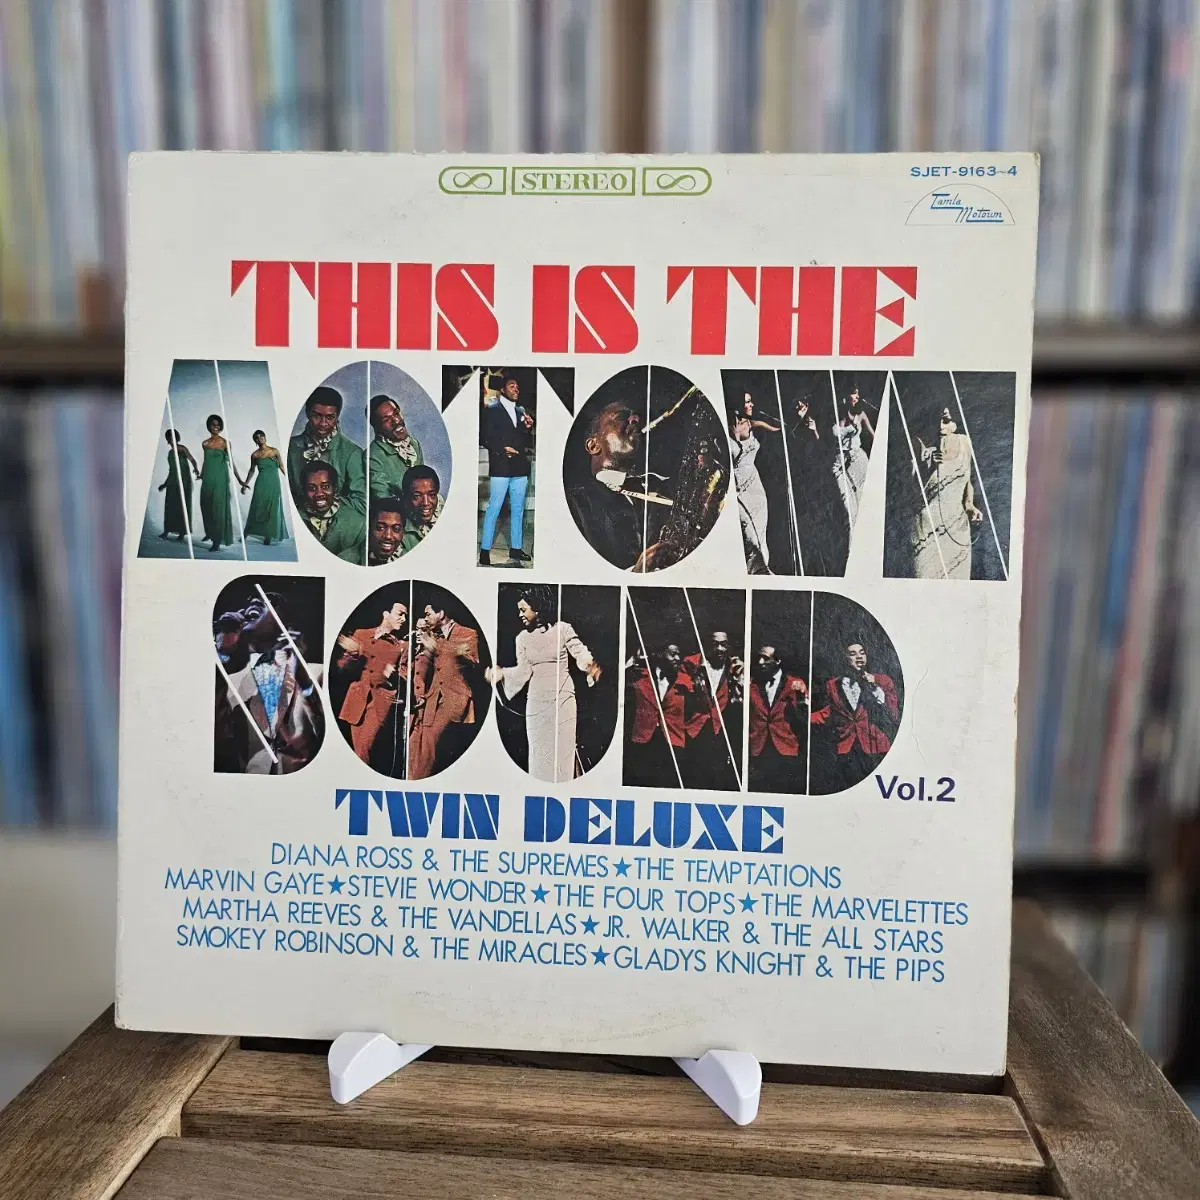 STEREO
SJET-9163~4
Tamla Motown
THIS IS THE
MOTOWN
SOUND
Vol.2
TWIN DELUXE
DIANA ROSS & THE SUPREMES★THE TEMPTATIONS
MARVIN GAYE★STEVIE WONDER★THE FOUR TOPS★THE MARVELETTES
MARTHA REEVES & THE VANDELLAS★JR. WALKER & THE ALL STARS
SMOKEY ROBINSON & THE MIRACLES★GLADYS KNIGHT & THE PIPS